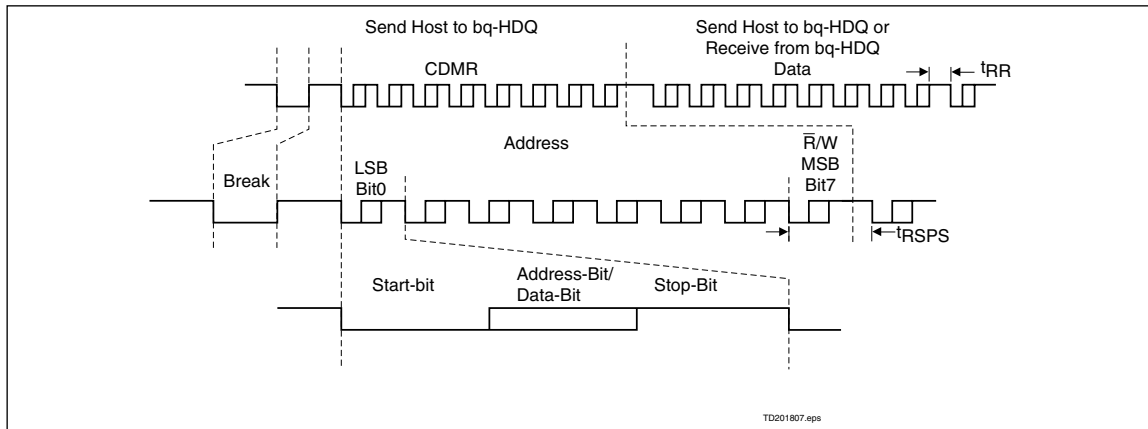 Send Host to bq-HDQ
Send Host to bq-HDQ or
Receive from bq-HDQ
CDMR
Data
tRR
Address
R̅/W
MSB
Bit7
LSB
Bit0
Break
tRSPS
Start-bit
Address-Bit/
Data-Bit
Stop-Bit
TD201807.eps